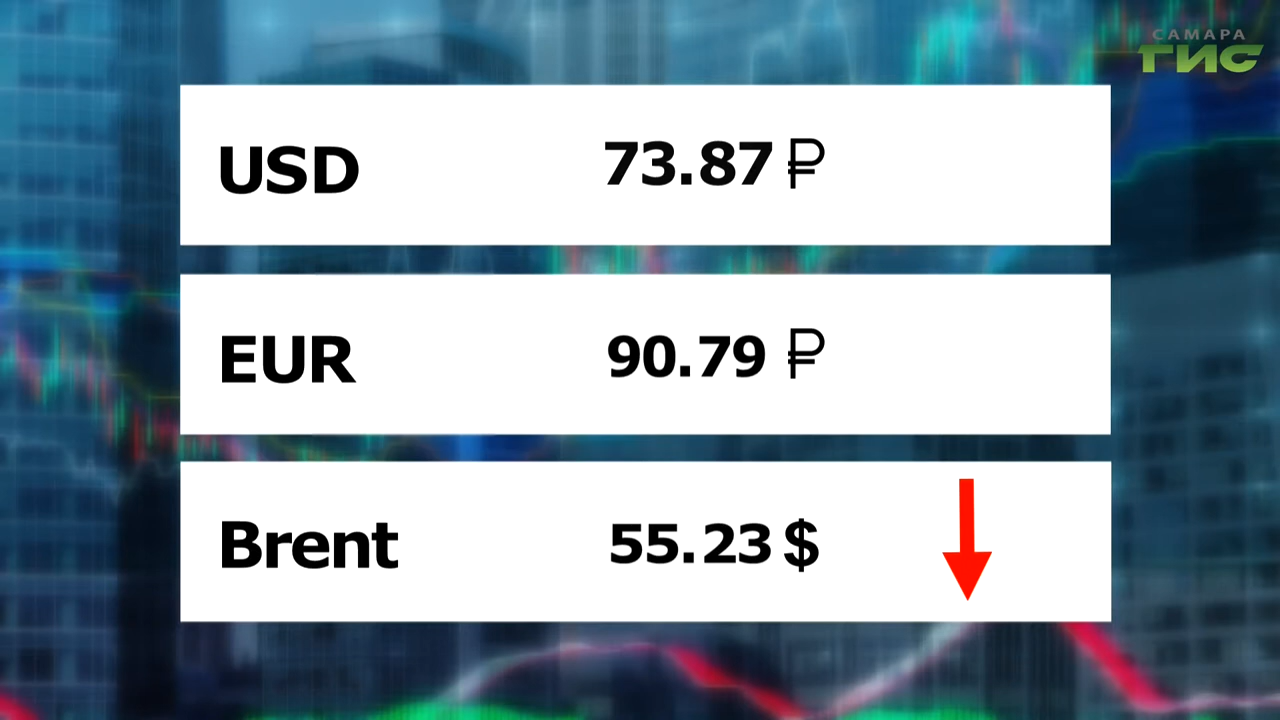 САМАРА
ГИС
USD 73.87 ₽
EUR 90.79 ₽
Brent 55.23 $